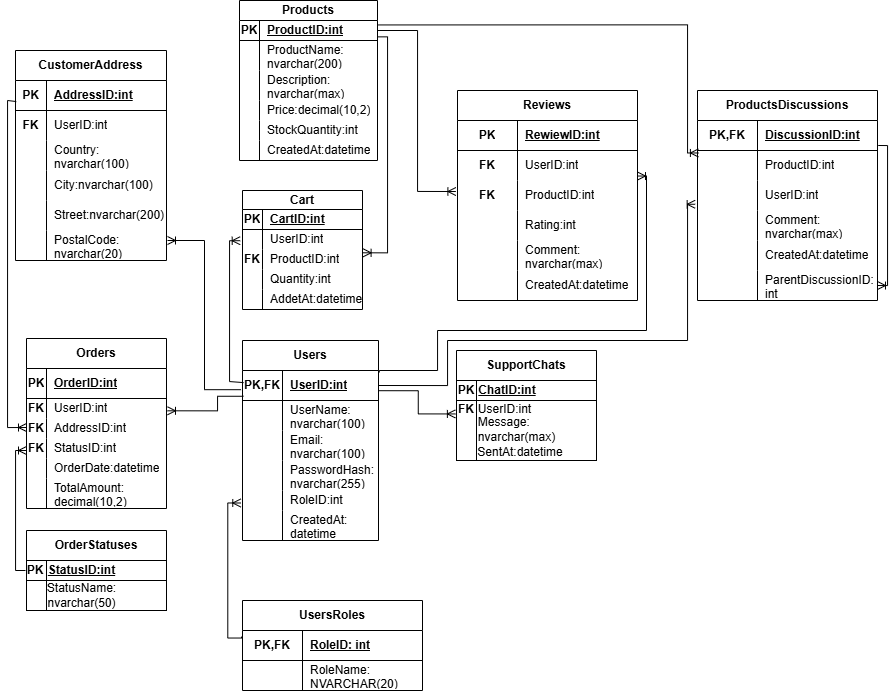 Products
PK ProductID:int
ProductName:
nvarchar(200)
Description:
nvarchar(max)
Price:decimal(10,2)
StockQuantity:int
CreatedAt:datetime
CustomerAddress
PK AddressID:int
FK UserID:int
Country:
nvarchar(100)
City:nvarchar(100)
Street:nvarchar(200)
PostalCode:
nvarchar(20)
Reviews
PK RewiewID:int
FK UserID:int
FK ProductID:int
Rating:int
Comment:
nvarchar(max)
CreatedAt:datetime
ProductsDiscussions
PK,FK DiscussionID:int
ProductID:int
UserID:int
Comment:
nvarchar(max)
CreatedAt:datetime
ParentDiscussionID:
int
Cart
PK CartID:int
UserID:int
FK ProductID:int
Quantity:int
AddetAt:datetime
Orders
PK OrderID:int
FK UserID:int
FK AddressID:int
FK StatusID:int
OrderDate:datetime
TotalAmount:
decimal(10,2)
Users
PK,FK UserID:int
UserName:
nvarchar(100)
Email:
nvarchar(100)
PasswordHash:
nvarchar(255)
RoleID:int
CreatedAt:
datetime
SupportChats
PK ChatID:int
FK UserID:int
Message:
nvarchar(max)
SentAt:datetime
OrderStatuses
PK StatusID:int
StatusName:
nvarchar(50)
UsersRoles
PK,FK RoleID: int
RoleName:
NVARCHAR(20)